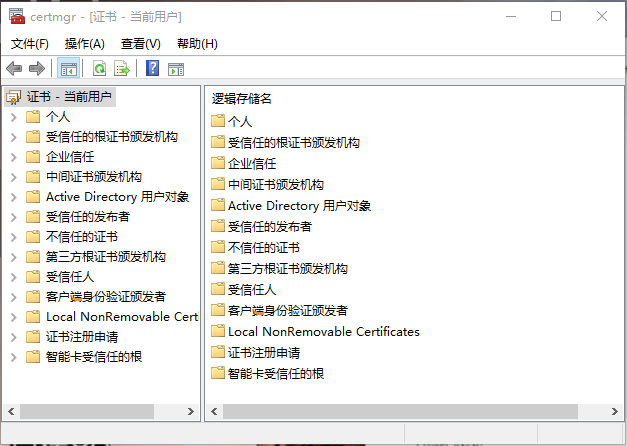 certmgr - [证书 - 当前用户]
文件(F) 操作(A) 查看(V) 帮助(H)
证书 - 当前用户
个人
受信任的根证书颁发机构
企业信任
中间证书颁发机构
Active Directory 用户对象
受信任的发布者
不信任的证书
第三方根证书颁发机构
受信任人
客户端身份验证颁发者
Local NonRemovable Cert
证书注册申请
智能卡受信任的根
逻辑存储名
个人
受信任的根证书颁发机构
企业信任
中间证书颁发机构
Active Directory 用户对象
受信任的发布者
不信任的证书
第三方根证书颁发机构
受信任人
客户端身份验证颁发者
Local NonRemovable Certificates
证书注册申请
智能卡受信任的根